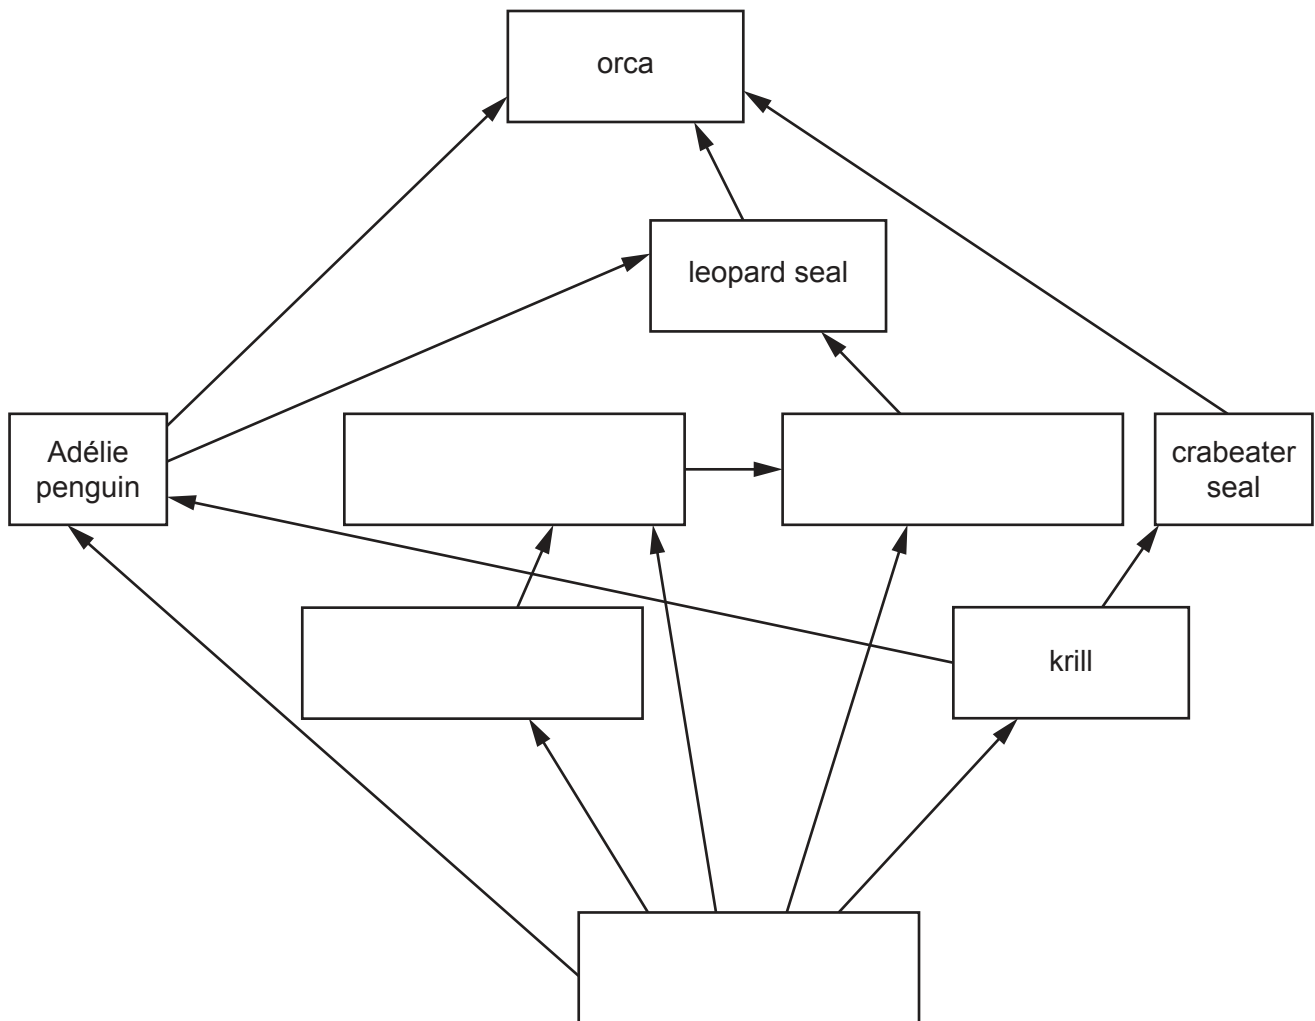 orca
leopard seal
Adélie
penguin
crabeater
seal
krill